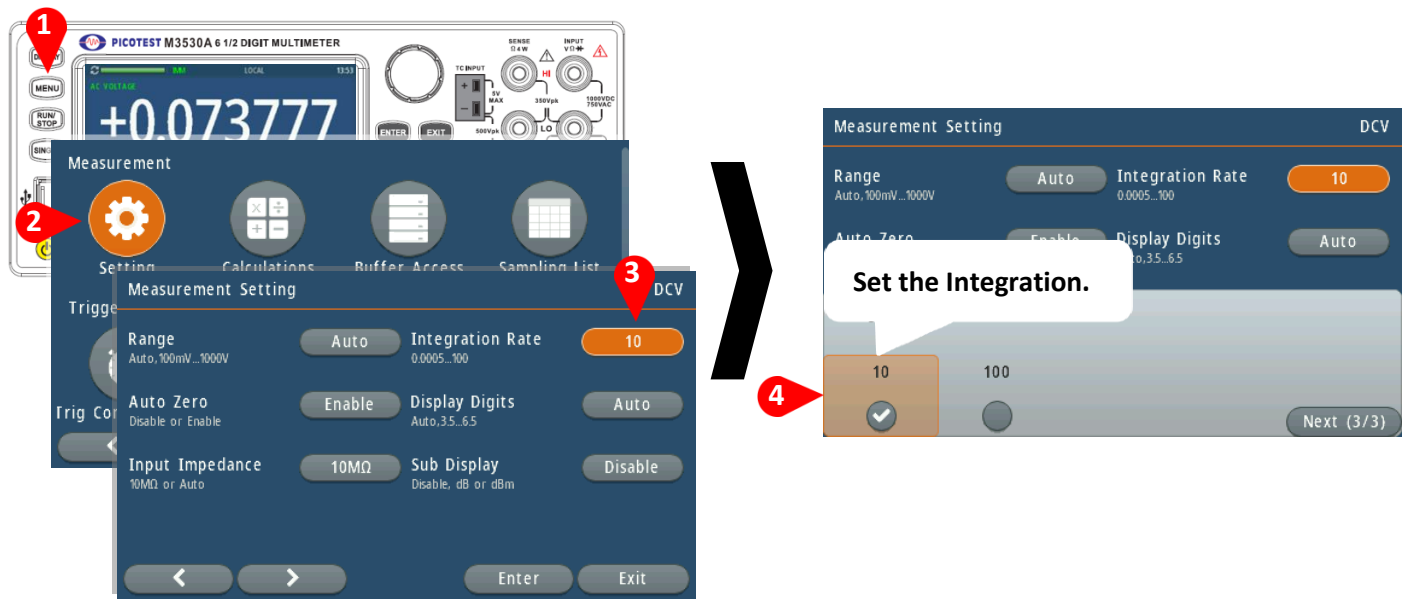 1
PICOTEST M3530A 6 1/2 DIGIT MULTIMETER
MENU
RUN/
STOP
IMM LOCAL 13:53
AC VOLTAGE
+0.073777
ENTER EXIT
TC INPUT
+
-
5V
MAX
500Vpk
SENSE
Ω4W
INPUT
HI
350Vpk
1000VDC
750VAC
LO
Measurement
2
Setting Calculations Buffer Access Sampling List
3
Measurement Setting DCV
Range Auto Integration Rate 10
Auto,100mV...1000V 0.0005...100
Auto Zero Enable Display Digits Auto
Disable or Enable Auto,3.5...6.5
Input Impedance 10MΩ Sub Display Disable
10MΩ or Auto Disable, dB or dBm
< > Enter Exit
Measurement Setting DCV
Range Auto Integration Rate 10
Auto,100mV...1000V 0.0005...100
Auto Zero Enable Display Digits Auto
Set the Integration.
10 100
4
Next (3/3)